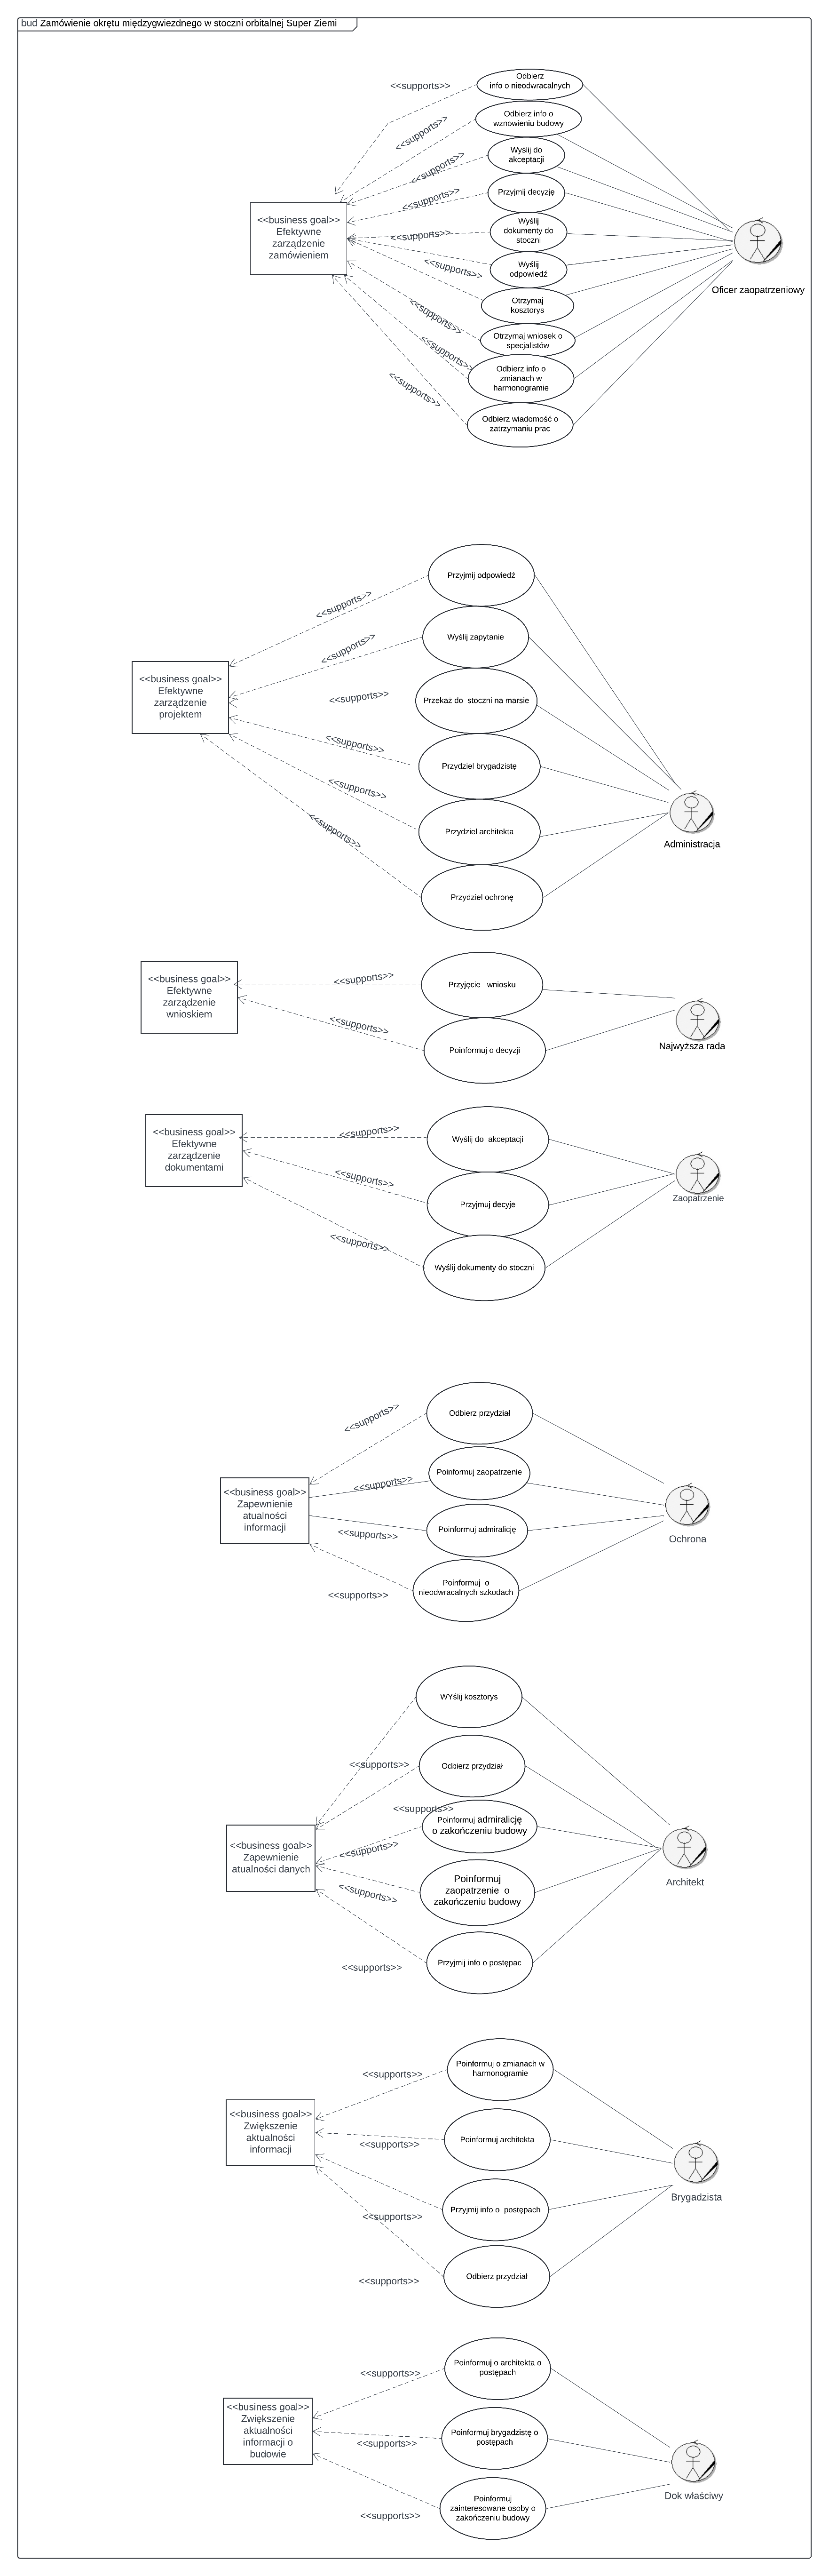 bud Zamówienie okrętu międzygwiezdnego w stoczni orbitalnej Super Ziemi
<<supports>>
Odbierz
info o nieodwracalnych
<<supports>>
Odbierz info o
wznowieniu budowy
<<supports>>
Wyślij do
akceptacji
<<supports>>
Przyjmij decyzję
<<business goal>>
Efektywne
zarządzenie
zamówieniem
<<supports>>
Wyślij
dokumenty do
stoczni
<<supports>>
Wyślij
odpowiedź
Oficer zaopatrzeniowy
<<supports>>
Otrzymaj
kosztorys
<<supports>>
Otrzymaj wniosek o
specjalistów
<<supports>>
Odbierz info o
zmianach w
harmonogramie
Odbierz wiadomość o
zatrzymaniu prac
Przyjmij odpowiedź
<<supports>>
Wyślij zapytanie
<<supports>>
<<business goal>>
Efektywne
zarządzenie
projektem
<<supports>>
Przekaż do  stoczni na marsie
<<supports>>
Przydziel brygadzistę
<<supports>>
Przydziel architekta
<<supports>>
Administracja
Przydziel ochronę
<<business goal>>
Efektywne
zarządzenie
wnioskiem
<<supports>>
Przyjęcie   wniosku
<<supports>>
Poinformuj o decyzji
Najwyższa rada
<<business goal>>
Efektywne
zarządzenie
dokumentami
<<supports>>
Wyślij do  akceptacji
<<supports>>
Przyjmuj decyje
Zaopatrzenie
<<supports>>
Wyślij dokumenty do stoczni
<<supports>>
Odbierz przydział
<<business goal>>
Zapewnienie
atualności
informacji
<<supports>>
Poinformuj zaopatrzenie
<<supports>>
Poinformuj admiralicję
Ochrona
<<supports>>
Poinformuj  o
nieodwracalnych szkodach
WYślij kosztorys
<<supports>>
Odbierz przydział
<<supports>>
Poinformuj admiralicję
o zakończeniu budowy
<<business goal>>
Zapewnienie
atualności danych
<<supports>>
<<supports>>
Poinformuj
zaopatrzenie  o
zakończeniu budowy
Architekt
<<supports>>
Przyjmij info o postępac
<<supports>>
Poinformuj o zmianach w
harmonogramie
<<business goal>>
Zwiększenie
aktualności
informacji
<<supports>>
Poinformuj architekta
Brygadzista
<<supports>>
Przyjmij info o  postępach
<<supports>>
Odbierz przydział
<<supports>>
Poinformuj o architekta o
postępach
<<business goal>>
Zwiększenie
aktualności
informacji o
budowie
<<supports>>
Poinformuj brygadzistę o
postępach
Dok właściwy
<<supports>>
Poinformuj
zainteresowane osoby o
zakończeniu budowy